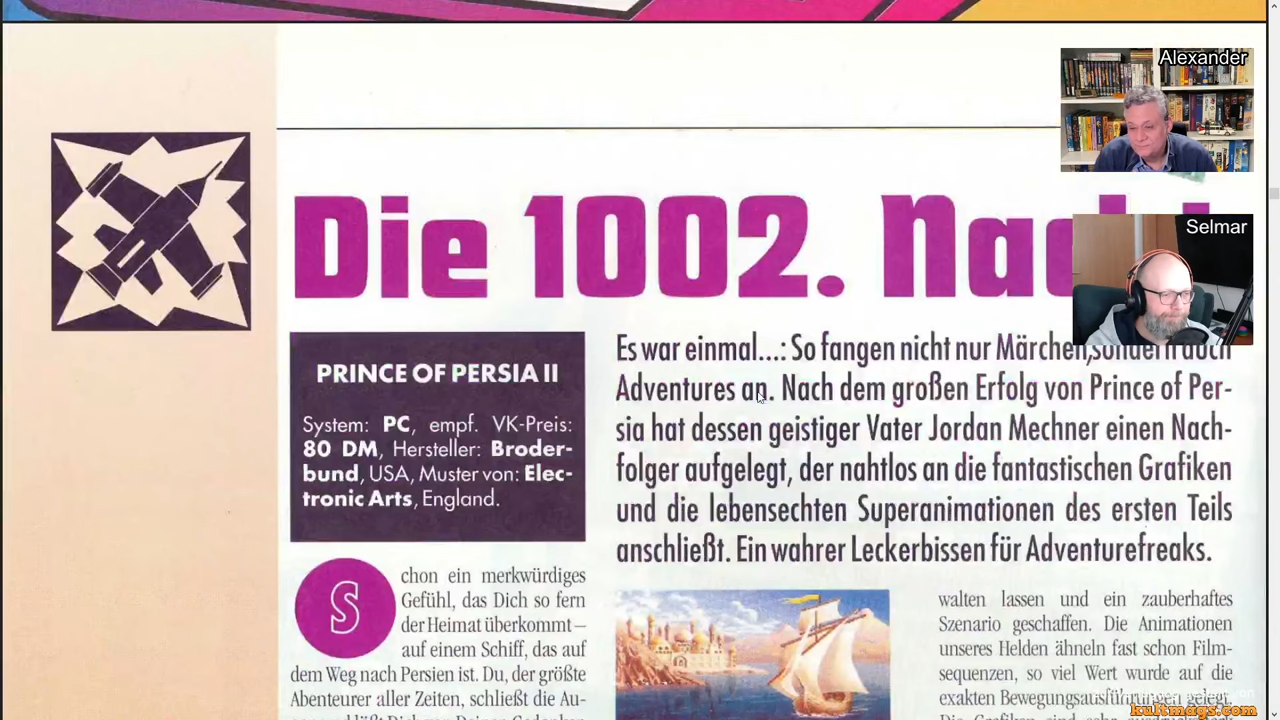 Alexander
Selmar
Die 1002.
PRINCE OF PERSIA II
System: PC, empf. VK-Preis:
80 DM, Hersteller: Broder-
bund, USA, Muster von: Elec-
tronic Arts, England.
Es war einmal...: So fangen nicht nur Märchen, sondern auch
Adventures an. Nach dem großen Erfolg von Prince of Per-
sia hat dessen geistiger Vater Jordan Mechner einen Nach-
folger aufgelegt, der nahtlos an die fantastischen Grafiken
und die lebensechten Superanimationen des ersten Teils
anschließt. Ein wahrer Leckerbissen für Adventurefreaks.
Schon ein merkwürdiges
Gefühl, das Dich so fern
der Heimat überkommt –
auf einem Schiff, das auf
dem Weg nach Persien ist. Du, der größte
Abenteurer aller Zeiten, schließt die Au-
walten lassen und ein zauberhaftes
Szenario geschaffen. Die Animationen
unseres Helden ähneln fast schon Film-
sequenzen, so viel Wert wurde auf die
exakten Bewegungsausführungen gelegt.
kultmags.com